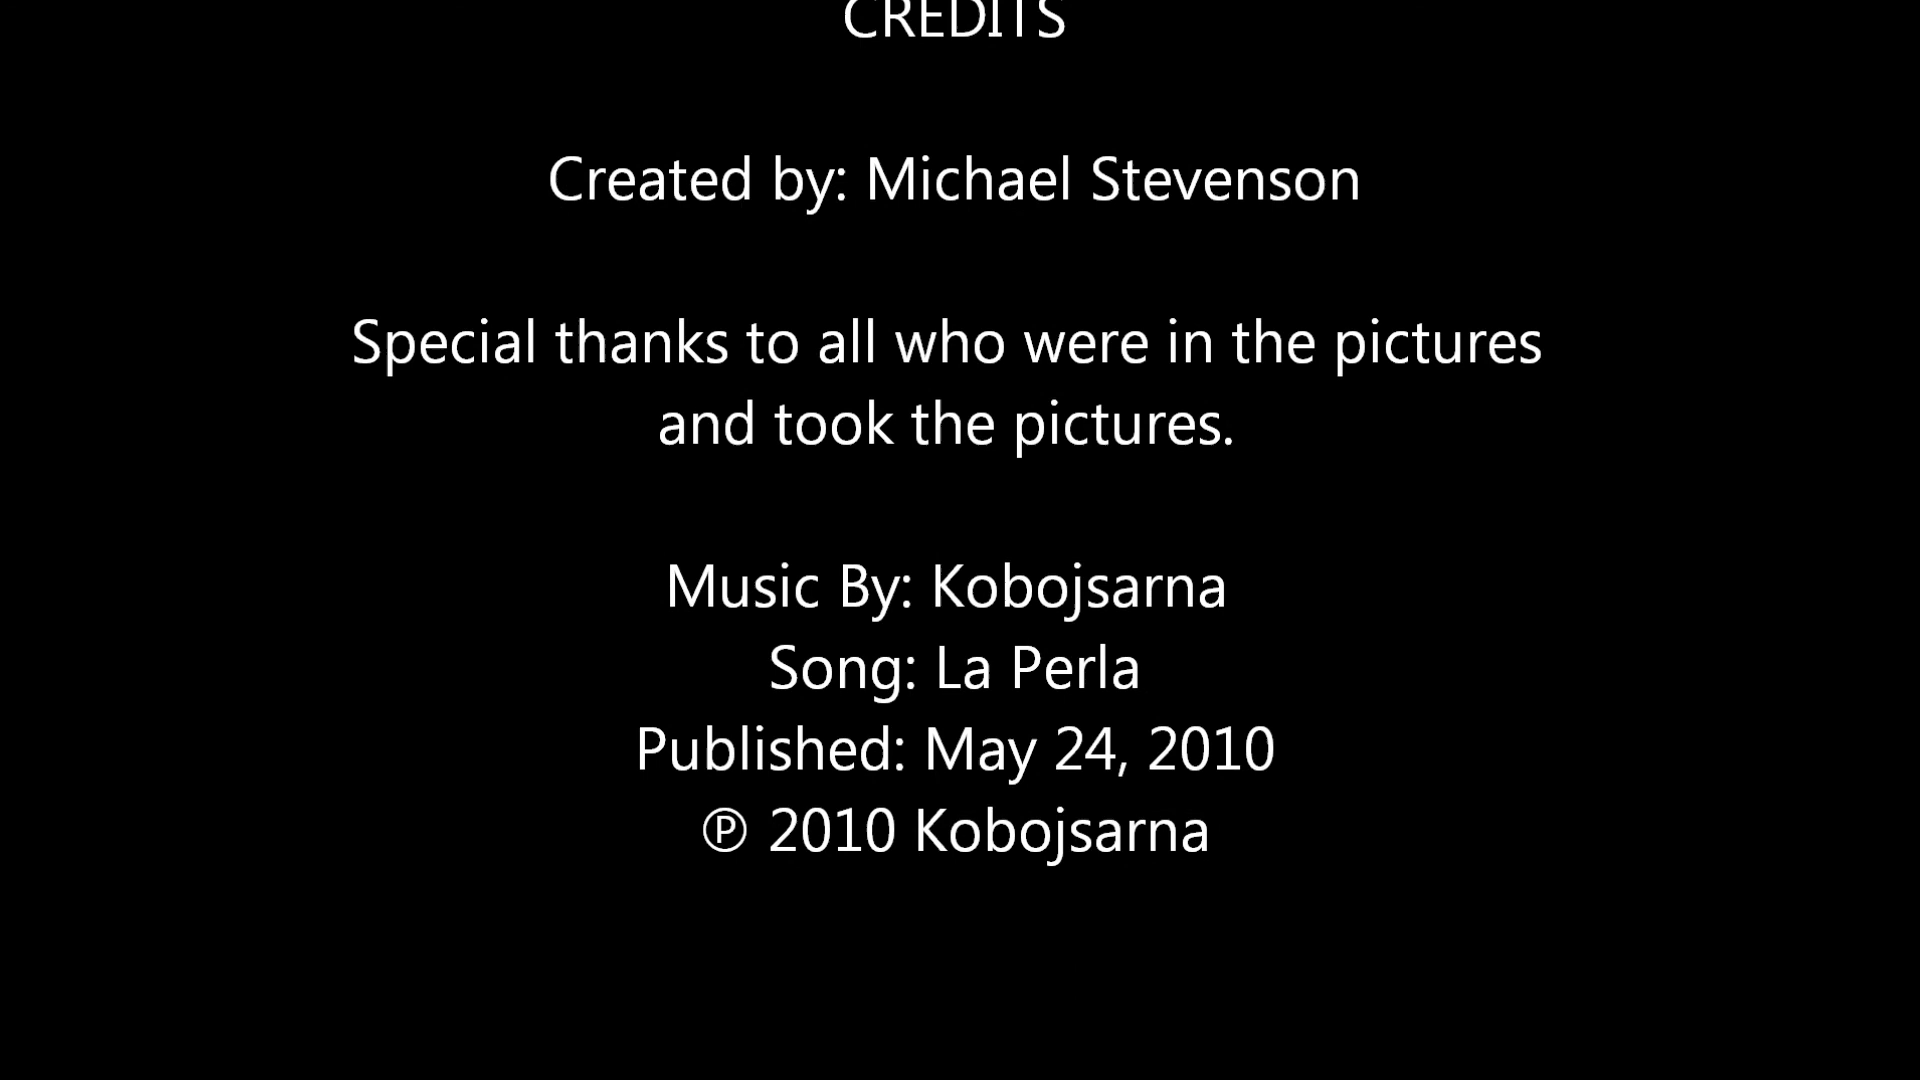 CREDITS
Created by: Michael Stevenson
Special thanks to all who were in the pictures
and took the pictures.
Music By: Kobojsarna
Song: La Perla
Published: May 24, 2010
℗ 2010 Kobojsarna